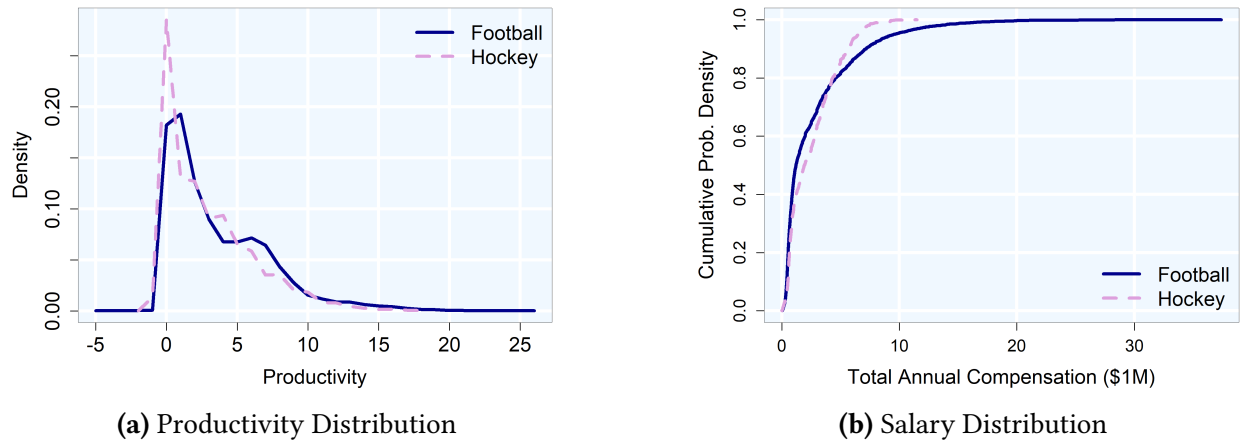 Football
Hockey
Density
0.00
0.10
0.20
-5 0 5 10 15 20 25
Productivity
(a) Productivity Distribution
Football
Hockey
Cumulative Prob. Density
0.0
0.2
0.4
0.6
0.8
1.0
0 10 20 30
Total Annual Compensation ($1M)
(b) Salary Distribution